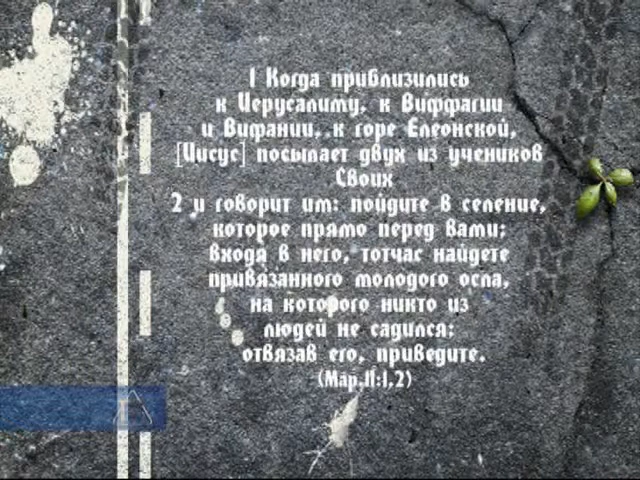 1 Когда приблизились
к Иерусалиму, к Виффагии
и Вифании, к горе Елеонской,
[Иисус] посылает двух из учеников
Своих
2 и говорит им: пойдите в селение,
которое прямо перед вами;
входя в него, тотчас найдете
привязанного молодого осла,
на которого никто из
людей не садился;
отвязав его, приведите.
(Мар.11:1,2)